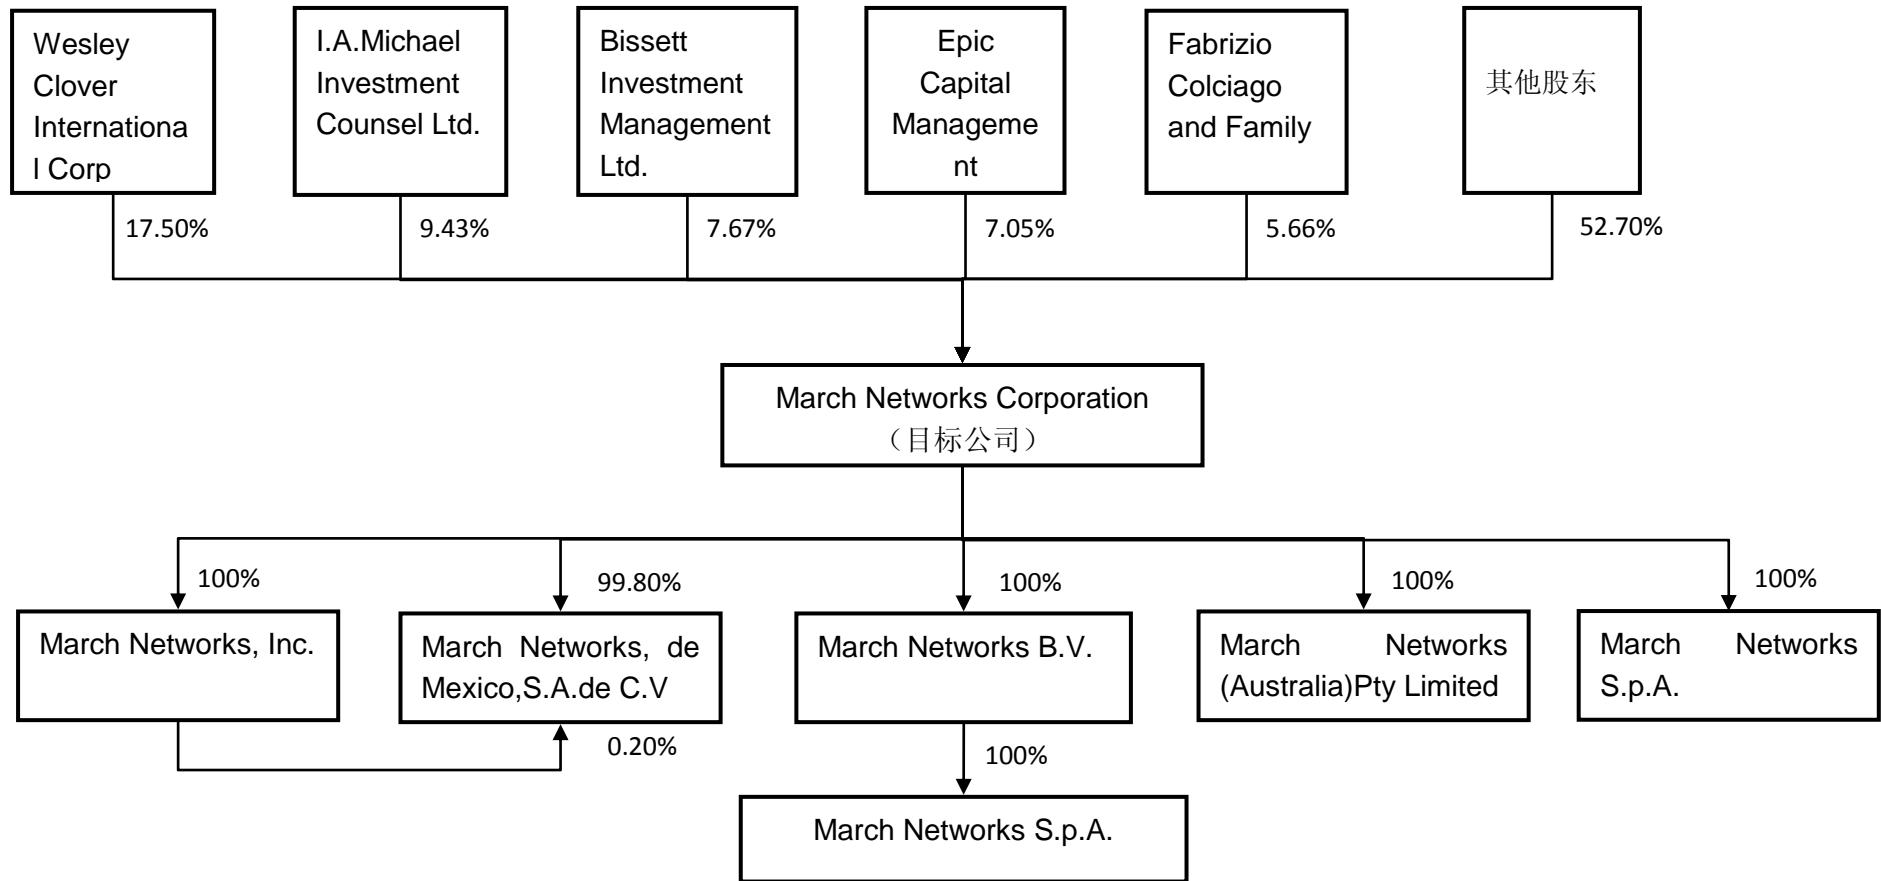 Wesley
Clover
Internationa
l Corp
I.A.Michael
Investment
Counsel Ltd.
Bissett
Investment
Management
Ltd.
Epic
Capital
Manageme
nt
Fabrizio
Colciago
and Family
其他股东
17.50%
9.43%
7.67%
7.05%
5.66%
52.70%
March Networks Corporation
（目标公司）
100%
99.80%
100%
100%
100%
March Networks, Inc.
March Networks, de
Mexico,S.A.de C.V
March Networks B.V.
March Networks
(Australia)Pty Limited
March Networks
S.p.A.
0.20%
100%
March Networks S.p.A.